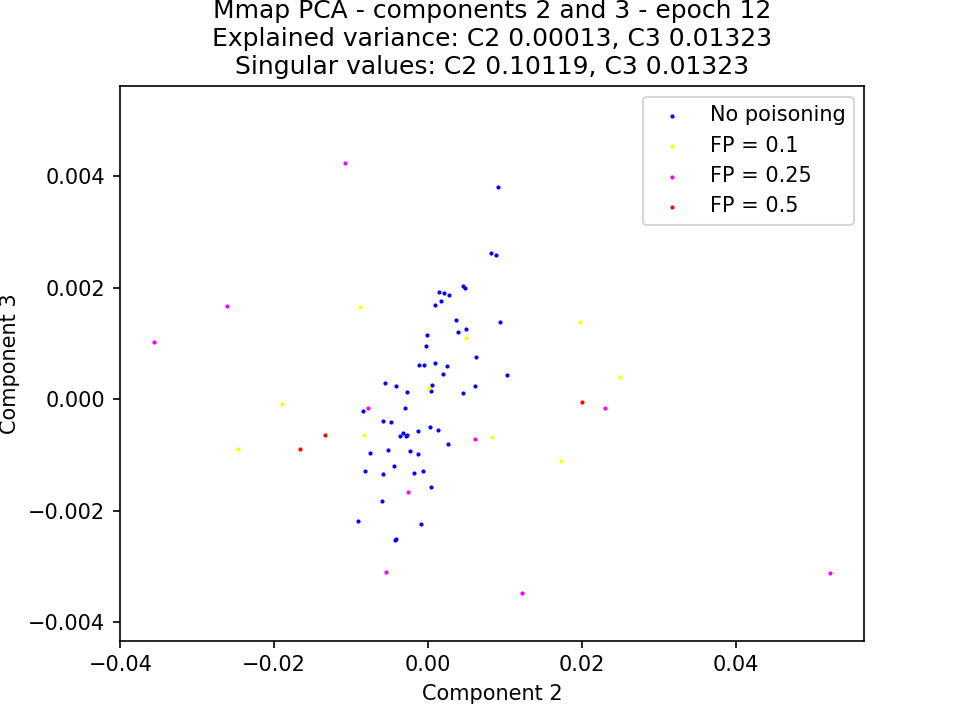 Mmap PCA - components 2 and 3 - epoch 12
Explained variance: C2 0.00013, C3 0.01323
Singular values: C2 0.10119, C3 0.01323
No poisoning
FP = 0.1
FP = 0.25
FP = 0.5
0.004
0.002
0.000
−0.002
−0.004
Component 3
−0.04
−0.02
0.00
0.02
0.04
Component 2